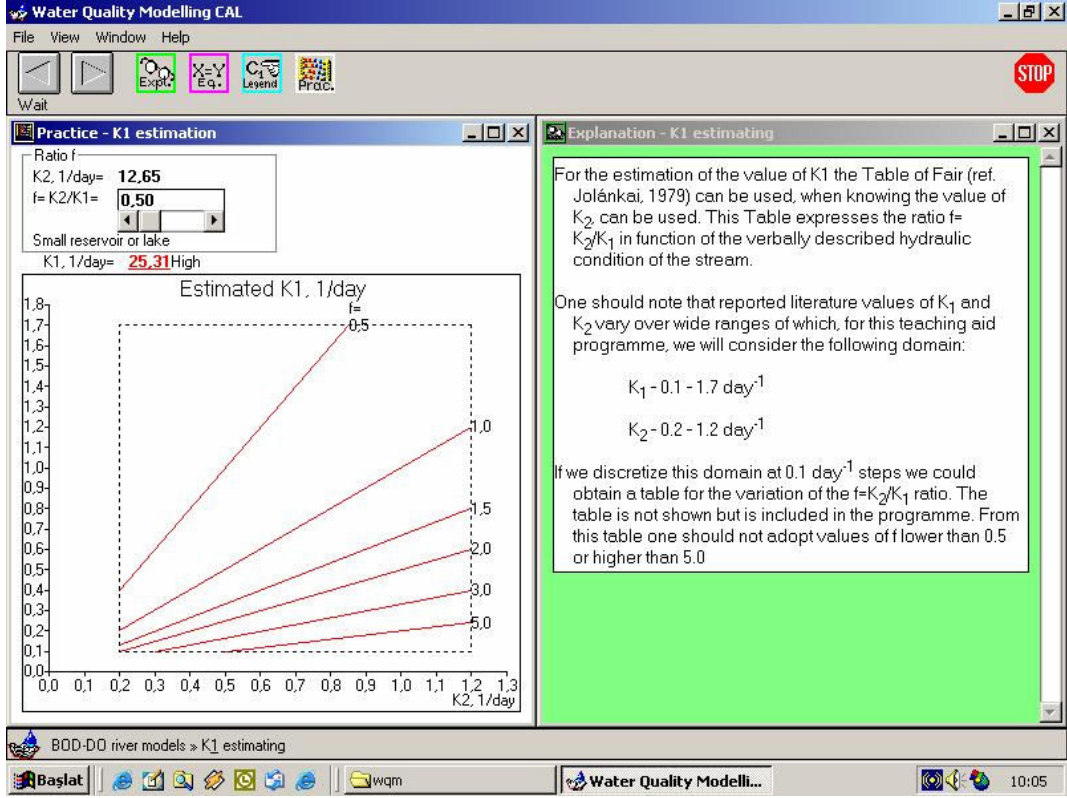 Water Quality Modelling CAL
File View Window Help
Wait
Expl.
X=Y
Eq.
C1
Legend
Prac.
STOP
Practice - K1 estimation
Ratio f
K2, 1/day= 12,65
f= K2/K1= 0,50
Small reservoir or lake
K1, 1/day= 25,31High
Estimated K1, 1/day
f=
0,5
1,8
1,7
1,6
1,5
1,4
1,3
1,2
1,1
1,0
0,9
0,8
0,7
0,6
0,5
0,4
0,3
0,2
0,1
0,0
1,0
1,5
2,0
3,0
5,0
0,0 0,1 0,2 0,3 0,4 0,5 0,6 0,7 0,8 0,9 1,0 1,1 1,2 1,3
K2, 1/day
Explanation - K1 estimating
For the estimation of the value of K1 the Table of Fair (ref.
Jolánkai, 1979) can be used, when knowing the value of
K2, can be used. This Table expresses the ratio f=
K2/K1 in function of the verbally described hydraulic
condition of the stream.
One should note that reported literature values of K1 and
K2 vary over wide ranges of which, for this teaching aid
programme, we will consider the following domain:
K1 - 0.1 - 1.7 day-1
K2 - 0.2 - 1.2 day-1
If we discretize this domain at 0.1 day-1 steps we could
obtain a table for the variation of the f=K2/K1 ratio. The
table is not shown but is included in the programme. From
this table one should not adopt values of f lower than 0.5
or higher than 5.0
BOD-DO river models » K1 estimating
Başlat
wqm
Water Quality Modelli...
10:05